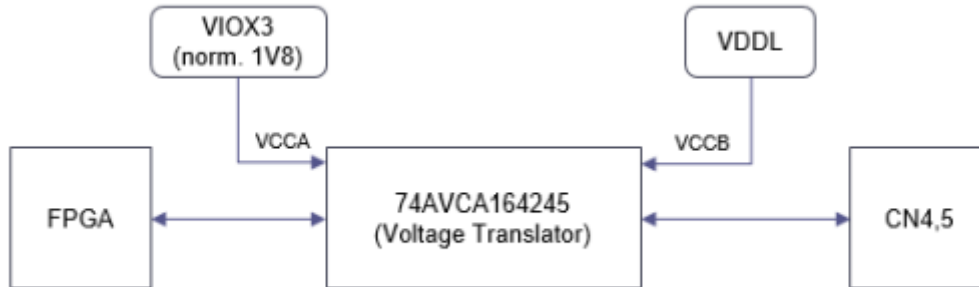 VIOX3
(norm. 1V8)
VDDL
VCCA
VCCB
FPGA
74AVCA164245
(Voltage Translator)
CN4,5